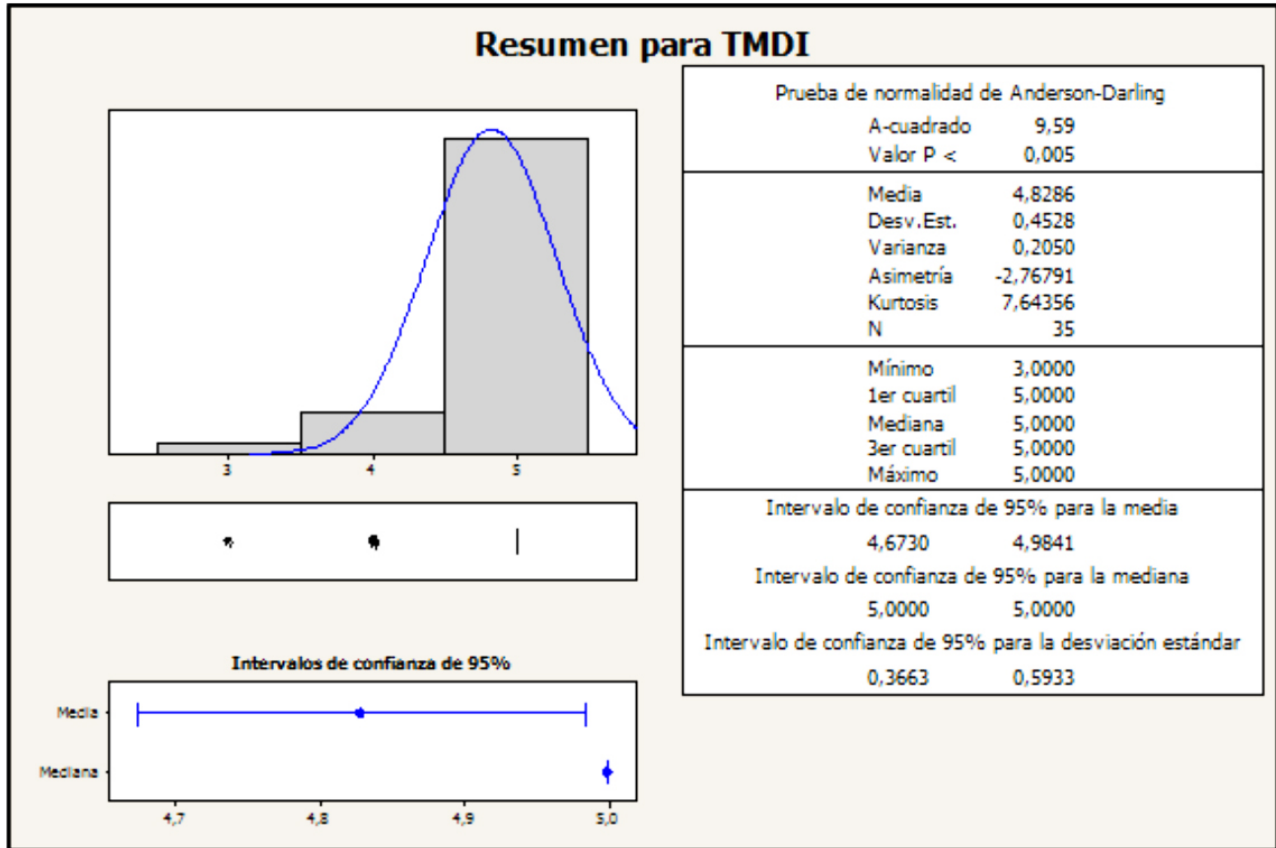 Resumen para TMDI
3 4 5
Intervalos de confianza de 95%
Media
Mediana
4,7 4,8 4,9 5,0
Prueba de normalidad de Anderson-Darling
A-cuadrado 9,59
Valor P < 0,005
Media 4,8286
Desv.Est. 0,4528
Varianza 0,2050
Asimetría -2,76791
Kurtosis 7,64356
N 35
Mínimo 3,0000
1er cuartil 5,0000
Mediana 5,0000
3er cuartil 5,0000
Máximo 5,0000
Intervalo de confianza de 95% para la media
4,6730 4,9841
Intervalo de confianza de 95% para la mediana
5,0000 5,0000
Intervalo de confianza de 95% para la desviación estándar
0,3663 0,5933